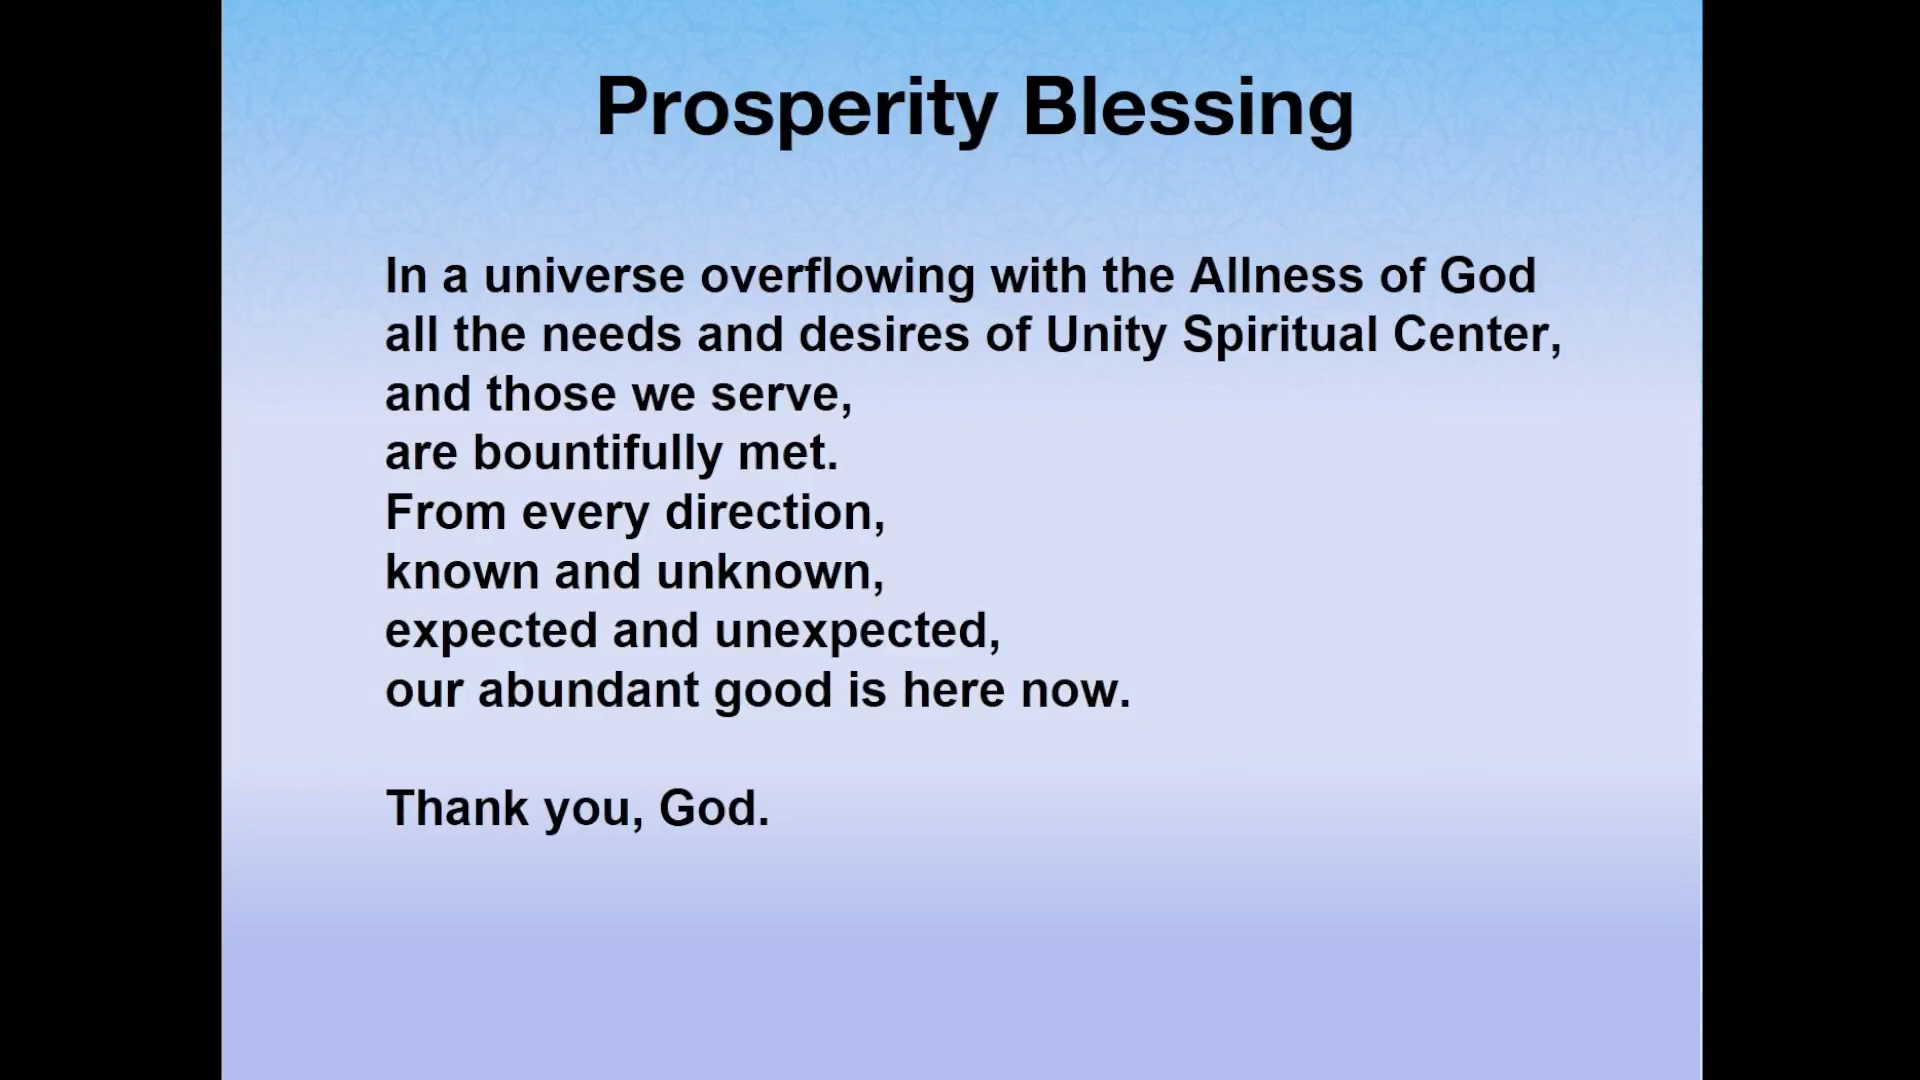 Prosperity Blessing
In a universe overflowing with the Allness of God
all the needs and desires of Unity Spiritual Center,
and those we serve,
are bountifully met.
From every direction,
known and unknown,
expected and unexpected,
our abundant good is here now.
Thank you, God.